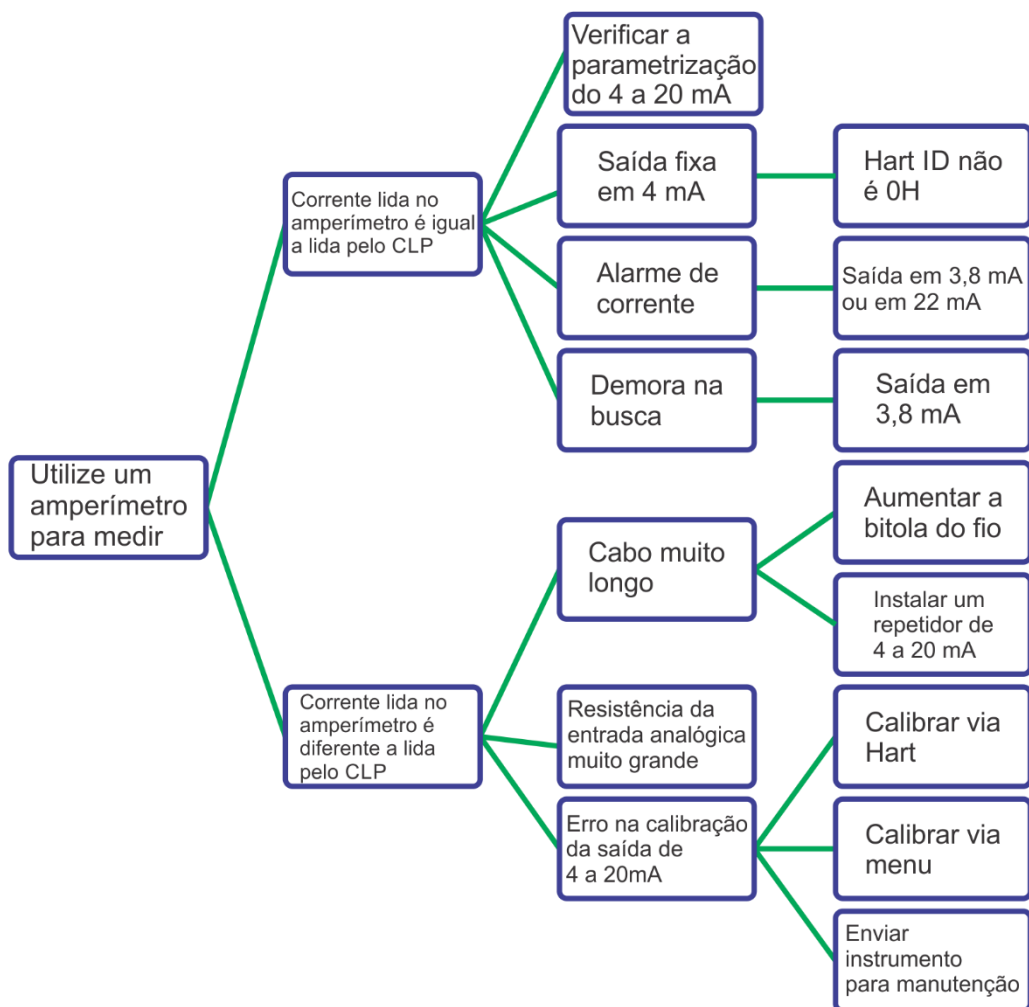 Verificar a
parametrização
do 4 a 20 mA
Saída fixa
em 4 mA
Hart ID não
é 0H
Corrente lida no
amperímetro é igual
a lida pelo CLP
Alarme de
corrente
Saída em 3,8 mA
ou em 22 mA
Demora na
busca
Saída em
3,8 mA
Utilize um
amperímetro
para medir
Aumentar a
bitola do fio
Cabo muito
longo
Instalar um
repetidor de
4 a 20 mA
Corrente lida no
amperímetro é
diferente a lida
pelo CLP
Resistência da
entrada analógica
muito grande
Calibrar via
Hart
Erro na calibração
da saída de
4 a 20mA
Calibrar via
menu
Enviar
instrumento
para manutenção